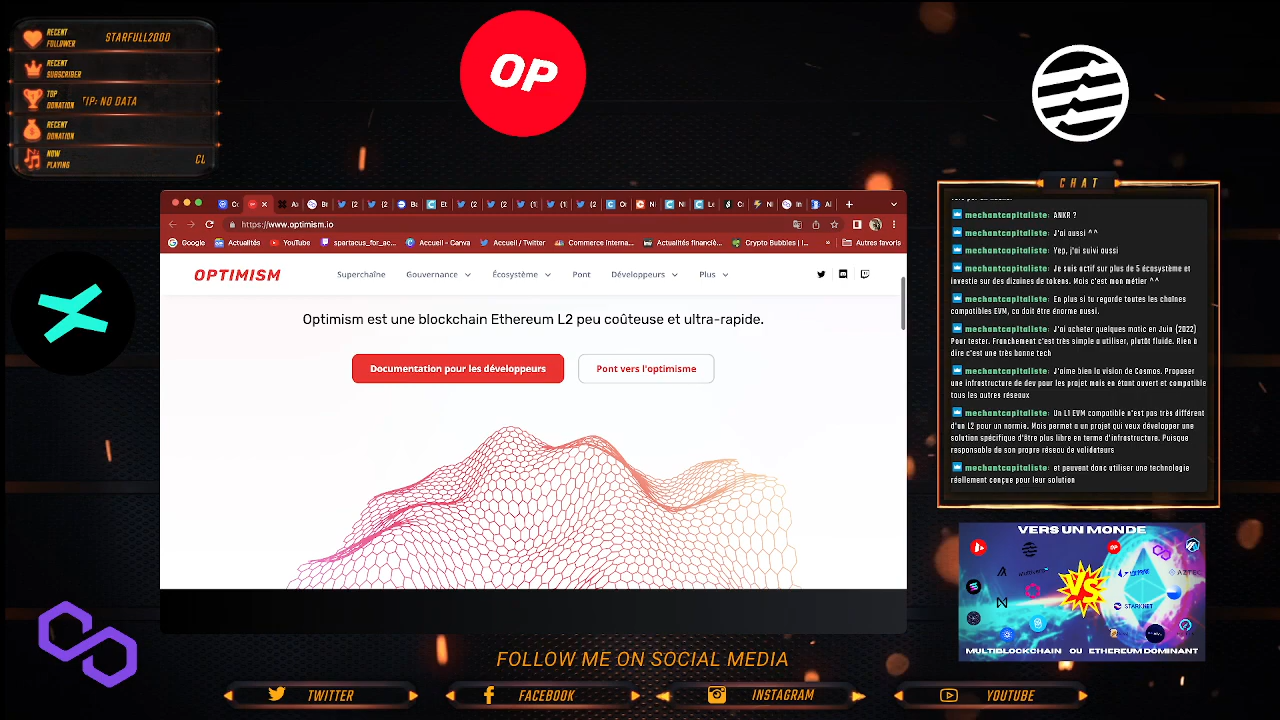 RECENT
FOLLOWER
STARFULL2000
RECENT
SUBSCRIBER
TOP
DONATION
TIP: NO DATA
RECENT
DONATION
NOW
PLAYING
OP
https://www.optimism.io
Google
Actualités
YouTube
spartacus_for_ac...
Accueil - Canva
Accueil / Twitter
Commerce Interna...
Actualités financiè...
Crypto Bubbles | I...
»
Autres favoris
OPTIMISM
Superchaîne
Gouvernance
Écosystème
Pont
Développeurs
Plus
Optimism est une blockchain Ethereum L2 peu coûteuse et ultra-rapide.
Documentation pour les développeurs
Pont vers l'optimisme
CHAT
mechantcapitaliste: ANKR ?
mechantcapitaliste: J'ai aussi ^^
mechantcapitaliste: Yep, j'ai suivi aussi
mechantcapitaliste: Je suis actif sur plus de 5 écosystème et
investie sur des dizaines de tokens. Mais c'est mon métier ^^
mechantcapitaliste: En plus si tu regarde toutes les chaînes
compatibles EVM, ca doit être énorme aussi.
mechantcapitaliste: J'ai acheter quelques matic en Juin (2022)
Pour tester. Franchement c'est très simple a utiliser, plutôt fluide. Rien à
dire c'est une très bonne tech
mechantcapitaliste: J'aime bien la vision de Cosmos. Proposer
une infrastructure de dev pour les projet mais en étant ouvert et compatible
tous les autres réseaux
mechantcapitaliste: Un L1 EVM compatible n'est pas très différent
d'un L2 pour un normie. Mais permet a un projet qui veux développer une
solution spécifique d'être plus libre en terme d'infrastructure. Puisque
responsable de son propre réseau de validateurs
mechantcapitaliste: et peuvent donc utiliser une technologie
réellement conçue pour leur solution
VERS UN MONDE
VS
AZTEC
STARKNET
MULTIBLOCKCHAIN OU ETHEREUM DOMINANT
FOLLOW ME ON SOCIAL MEDIA
TWITTER
FACEBOOK
INSTAGRAM
YOUTUBE